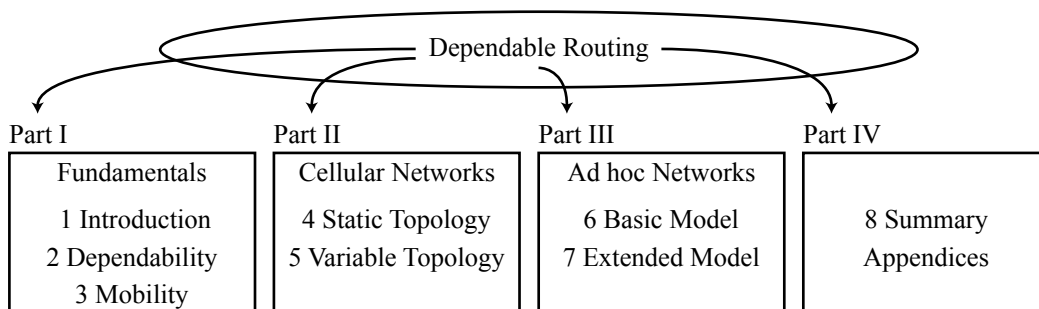 Dependable Routing
Part I
Fundamentals
1 Introduction
2 Dependability
3 Mobility
Part II
Cellular Networks
4 Static Topology
5 Variable Topology
Part III
Ad hoc Networks
6 Basic Model
7 Extended Model
Part IV
8 Summary
Appendices